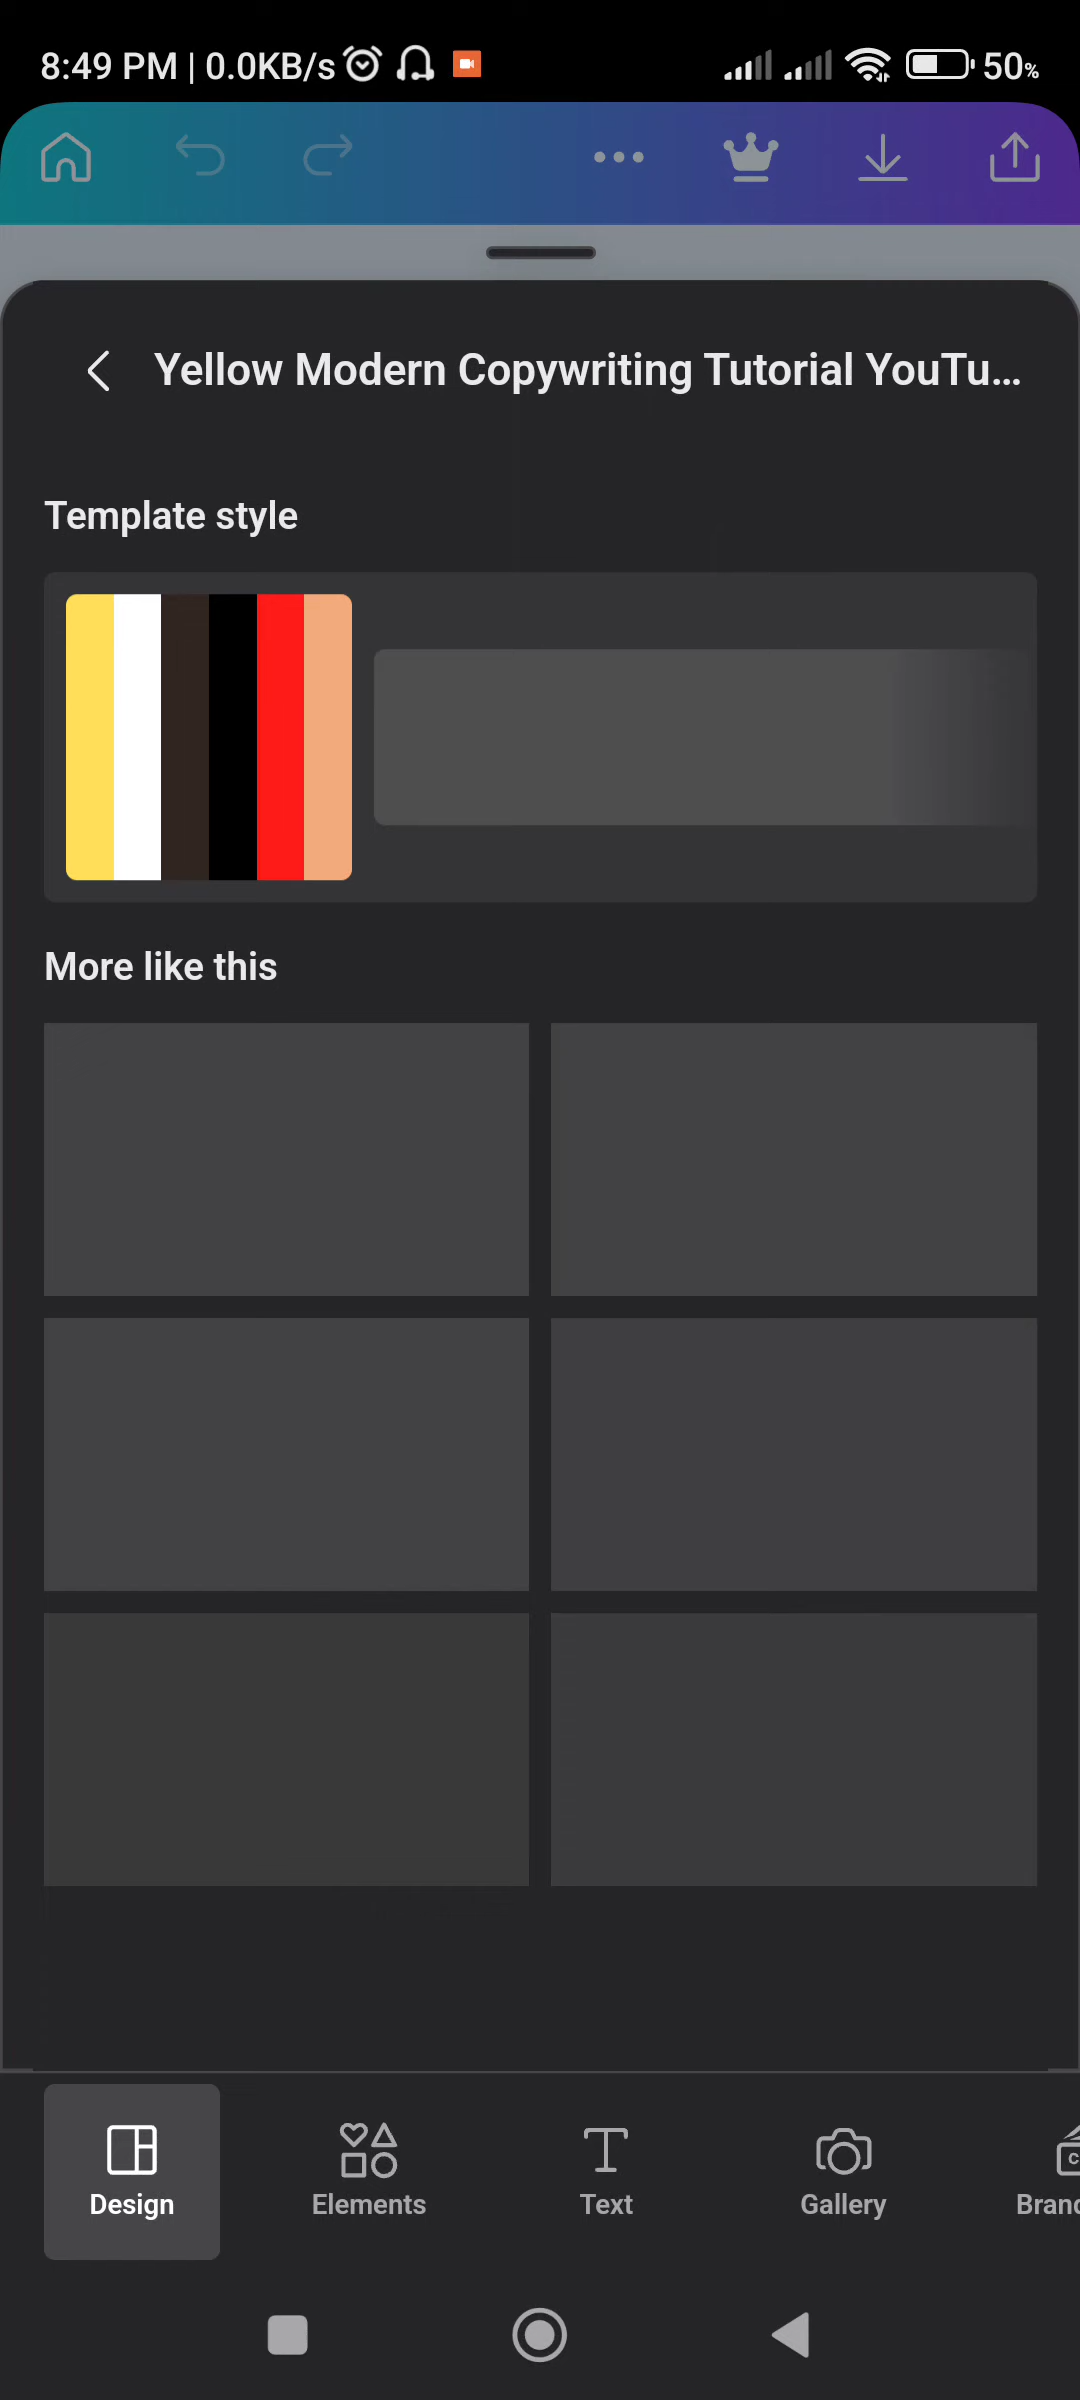 8:49 PM | 0.0KB/s 50%
Yellow Modern Copywriting Tutorial YouTu...
Template style
More like this
Design Elements Text Gallery Branc